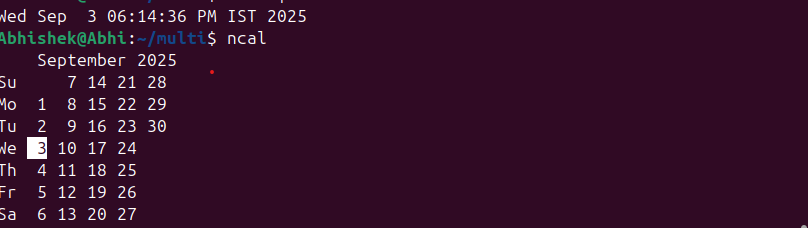 Wed Sep  3 06:14:36 PM IST 2025
Abhishek@Abhi:~/multi$ ncal
    September 2025
Su     7 14 21 28
Mo  1  8 15 22 29
Tu  2  9 16 23 30
We  3 10 17 24
Th  4 11 18 25
Fr  5 12 19 26
Sa  6 13 20 27